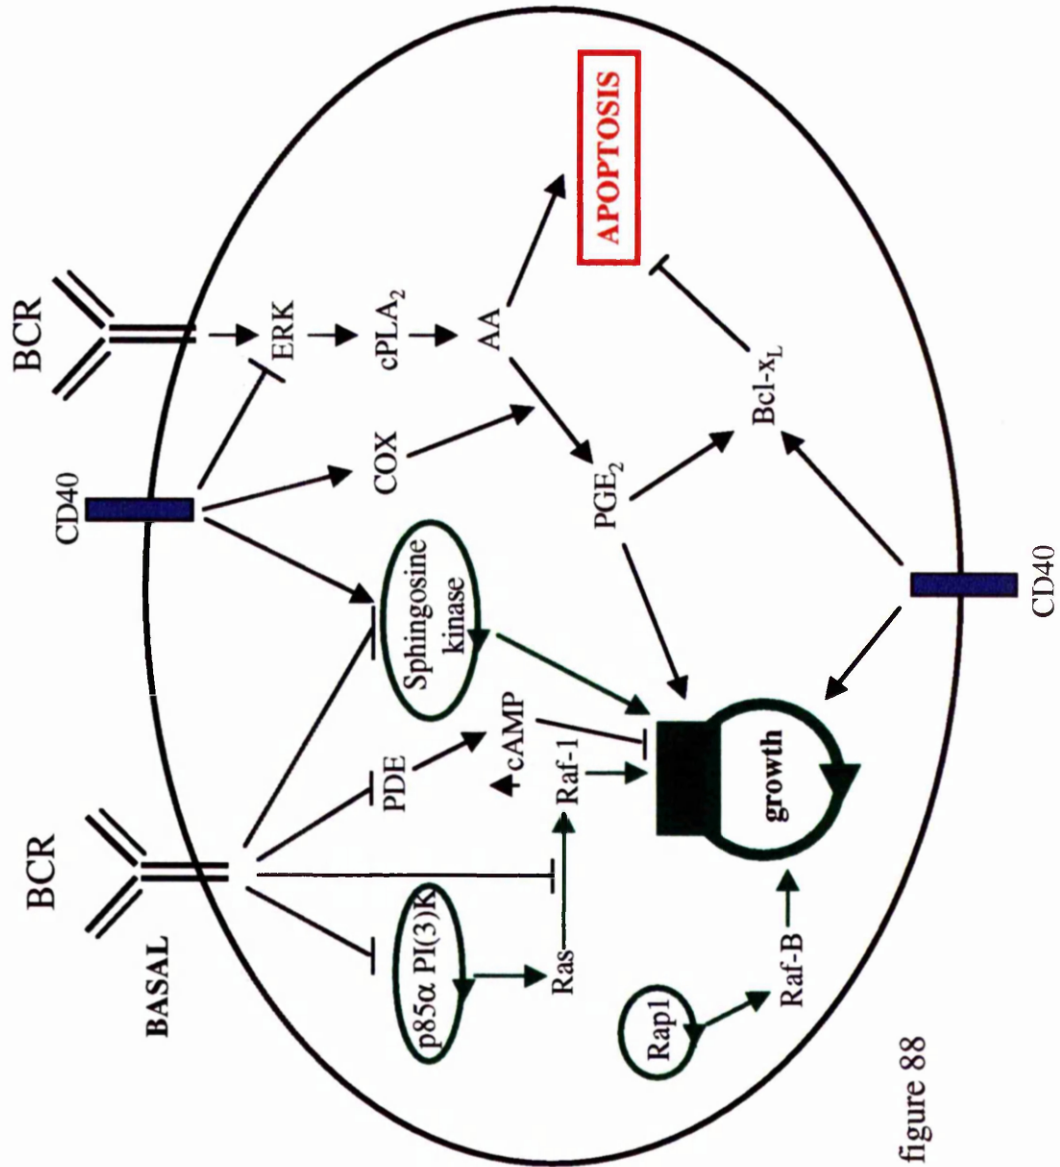 BCR
BCR
CD40
BASAL
ERK
PDE
COX
cPLA₂
p85α PI(3)K
Sphingosine
kinase
AA
cAMP
Ras
Raf-1
PGE₂
APOPTOSIS
Rap1
Raf-B
growth
Bcl-xL
CD40
figure 88